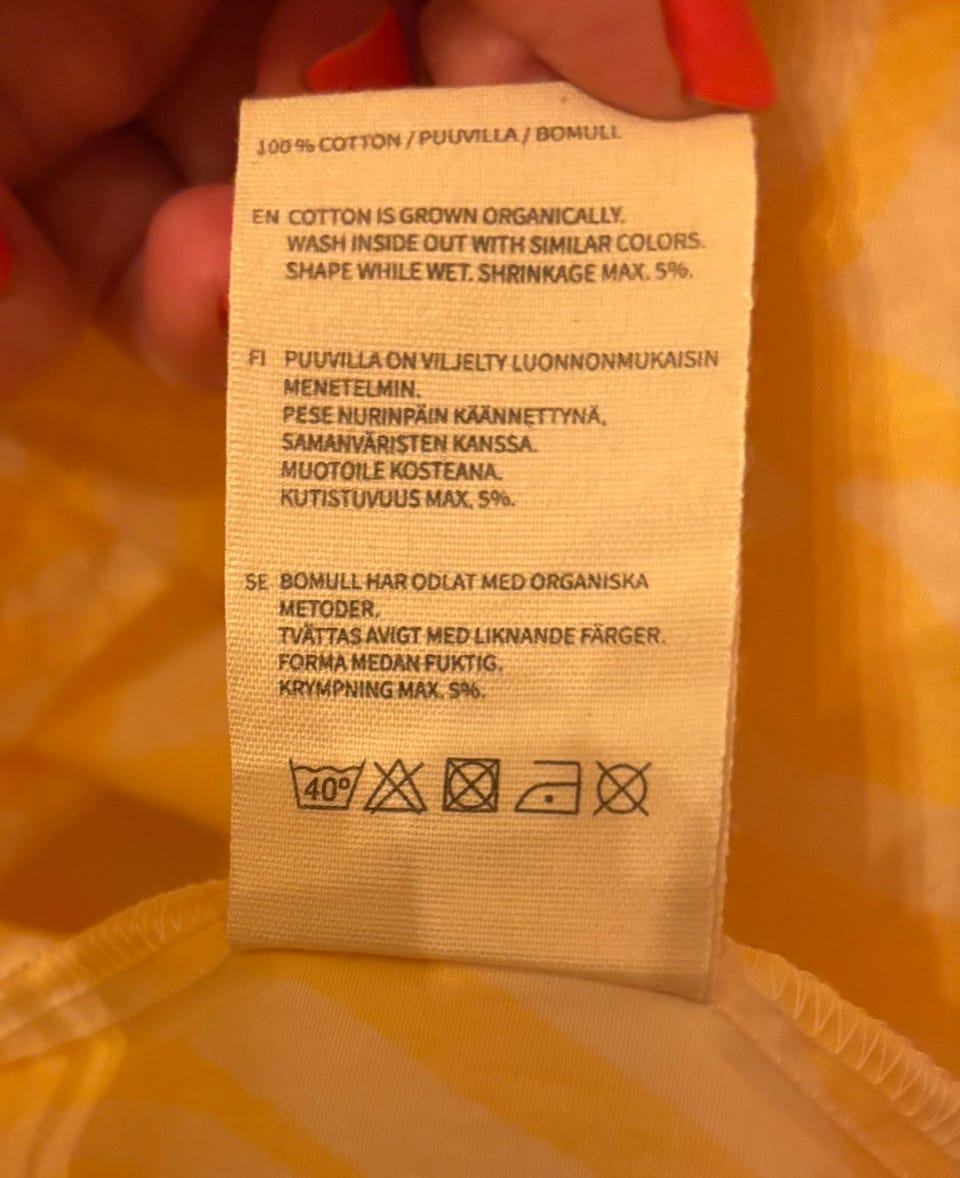 100 % COTTON / PUUVILLA / BOMULL
EN COTTON IS GROWN ORGANICALLY.
WASH INSIDE OUT WITH SIMILAR COLORS.
SHAPE WHILE WET. SHRINKAGE MAX. 5%.
FI PUUVILLA ON VILJELTY LUONNONMUKAISIN
MENETELMIN.
PESE NURINPÄIN KÄÄNNETTYNÄ,
SAMANVÄRISTEN KANSSA.
MUOTOILE KOSTEANA.
KUTISTUVUUS MAX. 5%.
SE BOMULL HAR ODLAT MED ORGANISKA
METODER.
TVÄTTAS AVIGT MED LIKNANDE FÄRGER.
FORMA MEDAN FUKTIG.
KRYMPNING MAX. 5%.
40º